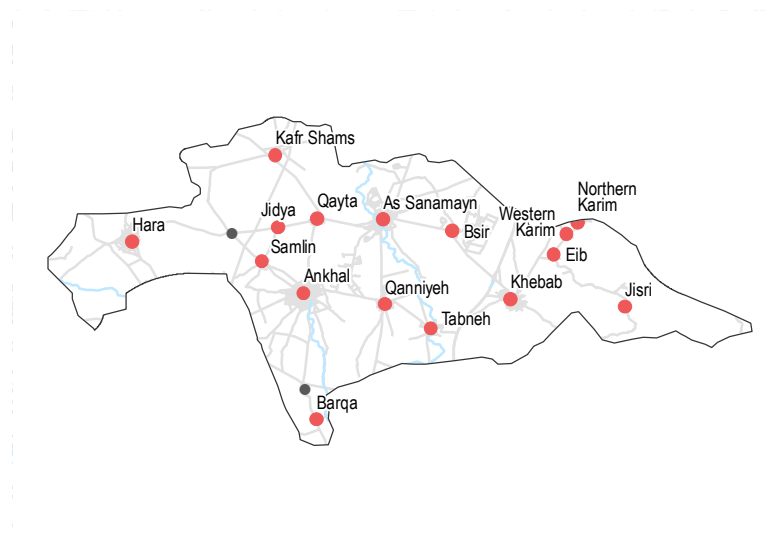 Kafr Shams
Northern
Karim
Qayta
As Sanamayn
Jidya
Western
Karim
Hara
Bsir
Samlin
Eib
Ankhal
Khebab
Qanniyeh
Jisri
Tabneh
Barqa